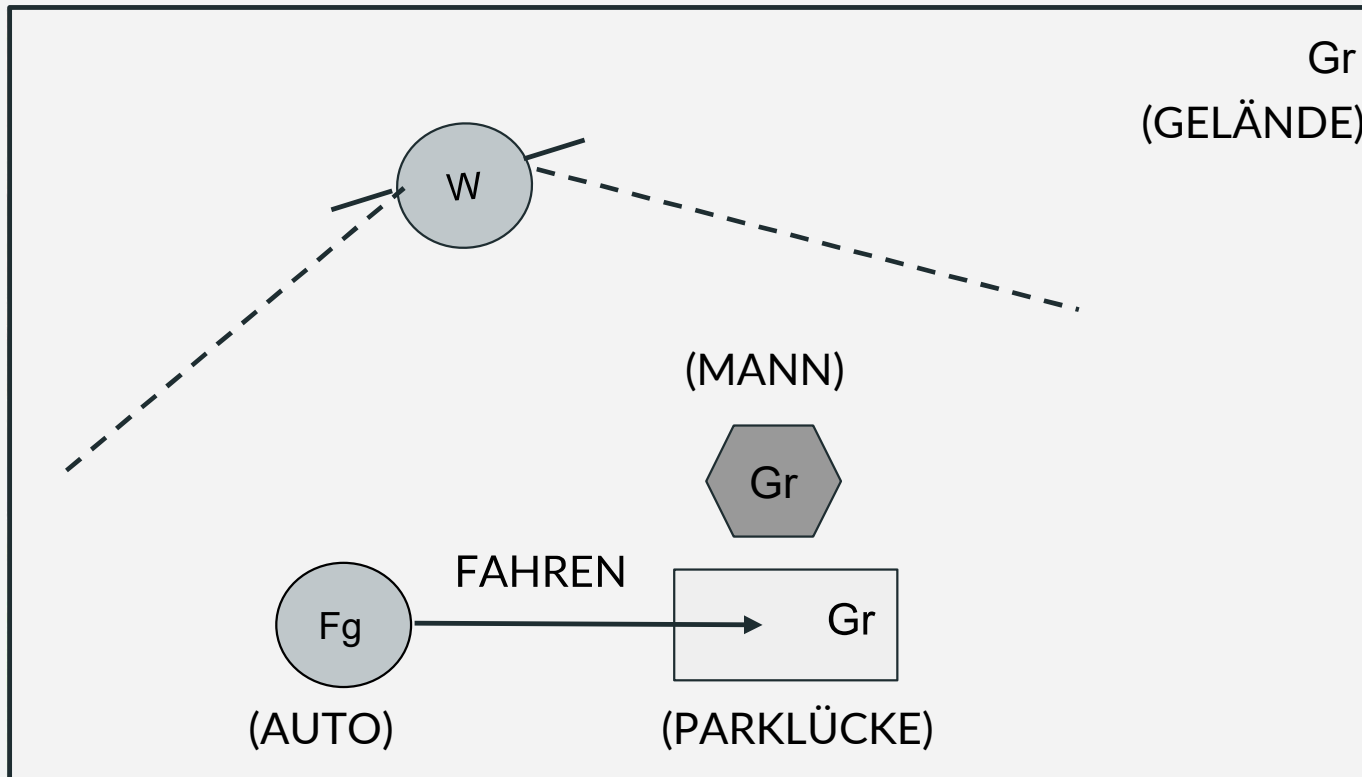 Gr
(GELÄNDE)
W
(MANN)
Gr
FAHREN
Fg
Gr
(AUTO)
(PARKLÜCKE)